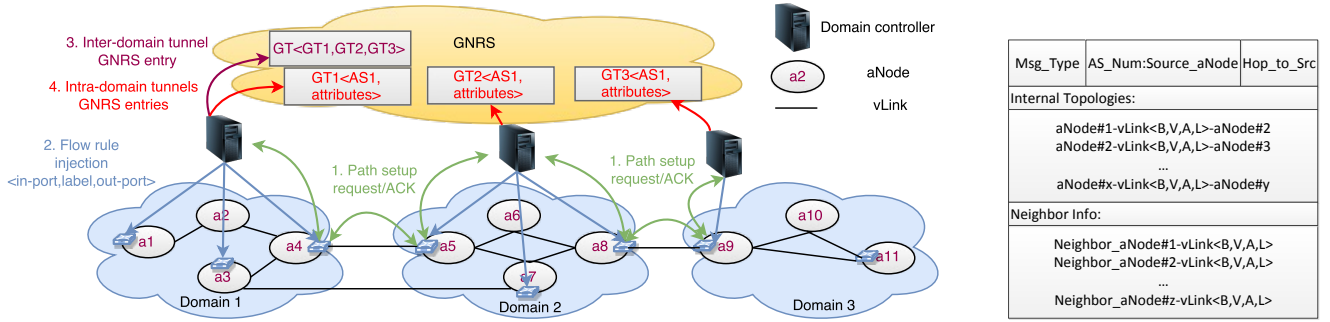 3. Inter-domain tunnel
GNRS entry
4. Intra-domain tunnels
GNRS entries
2. Flow rule
injection
<in-port,label,out-port>
GNRS
GT<GT1,GT2,GT3>
GT1<AS1,
attributes>
GT2<AS1,
attributes>
GT3<AS1,
attributes>
1. Path setup
request/ACK
1. Path setup
request/ACK
a1
a2
a3
a4
Domain 1
a5
a6
a7
a8
Domain 2
a9
a10
a11
Domain 3
Domain controller
a2
aNode
vLink
Msg_Type
AS_Num:Source_aNode
Hop_to_Src
Internal Topologies:
aNode#1-vLink<B,V,A,L>-aNode#2
aNode#2-vLink<B,V,A,L>-aNode#3
...
aNode#x-vLink<B,V,A,L>-aNode#y
Neighbor Info:
Neighbor_aNode#1-vLink<B,V,A,L>
Neighbor_aNode#2-vLink<B,V,A,L>
...
Neighbor_aNode#z-vLink<B,V,A,L>